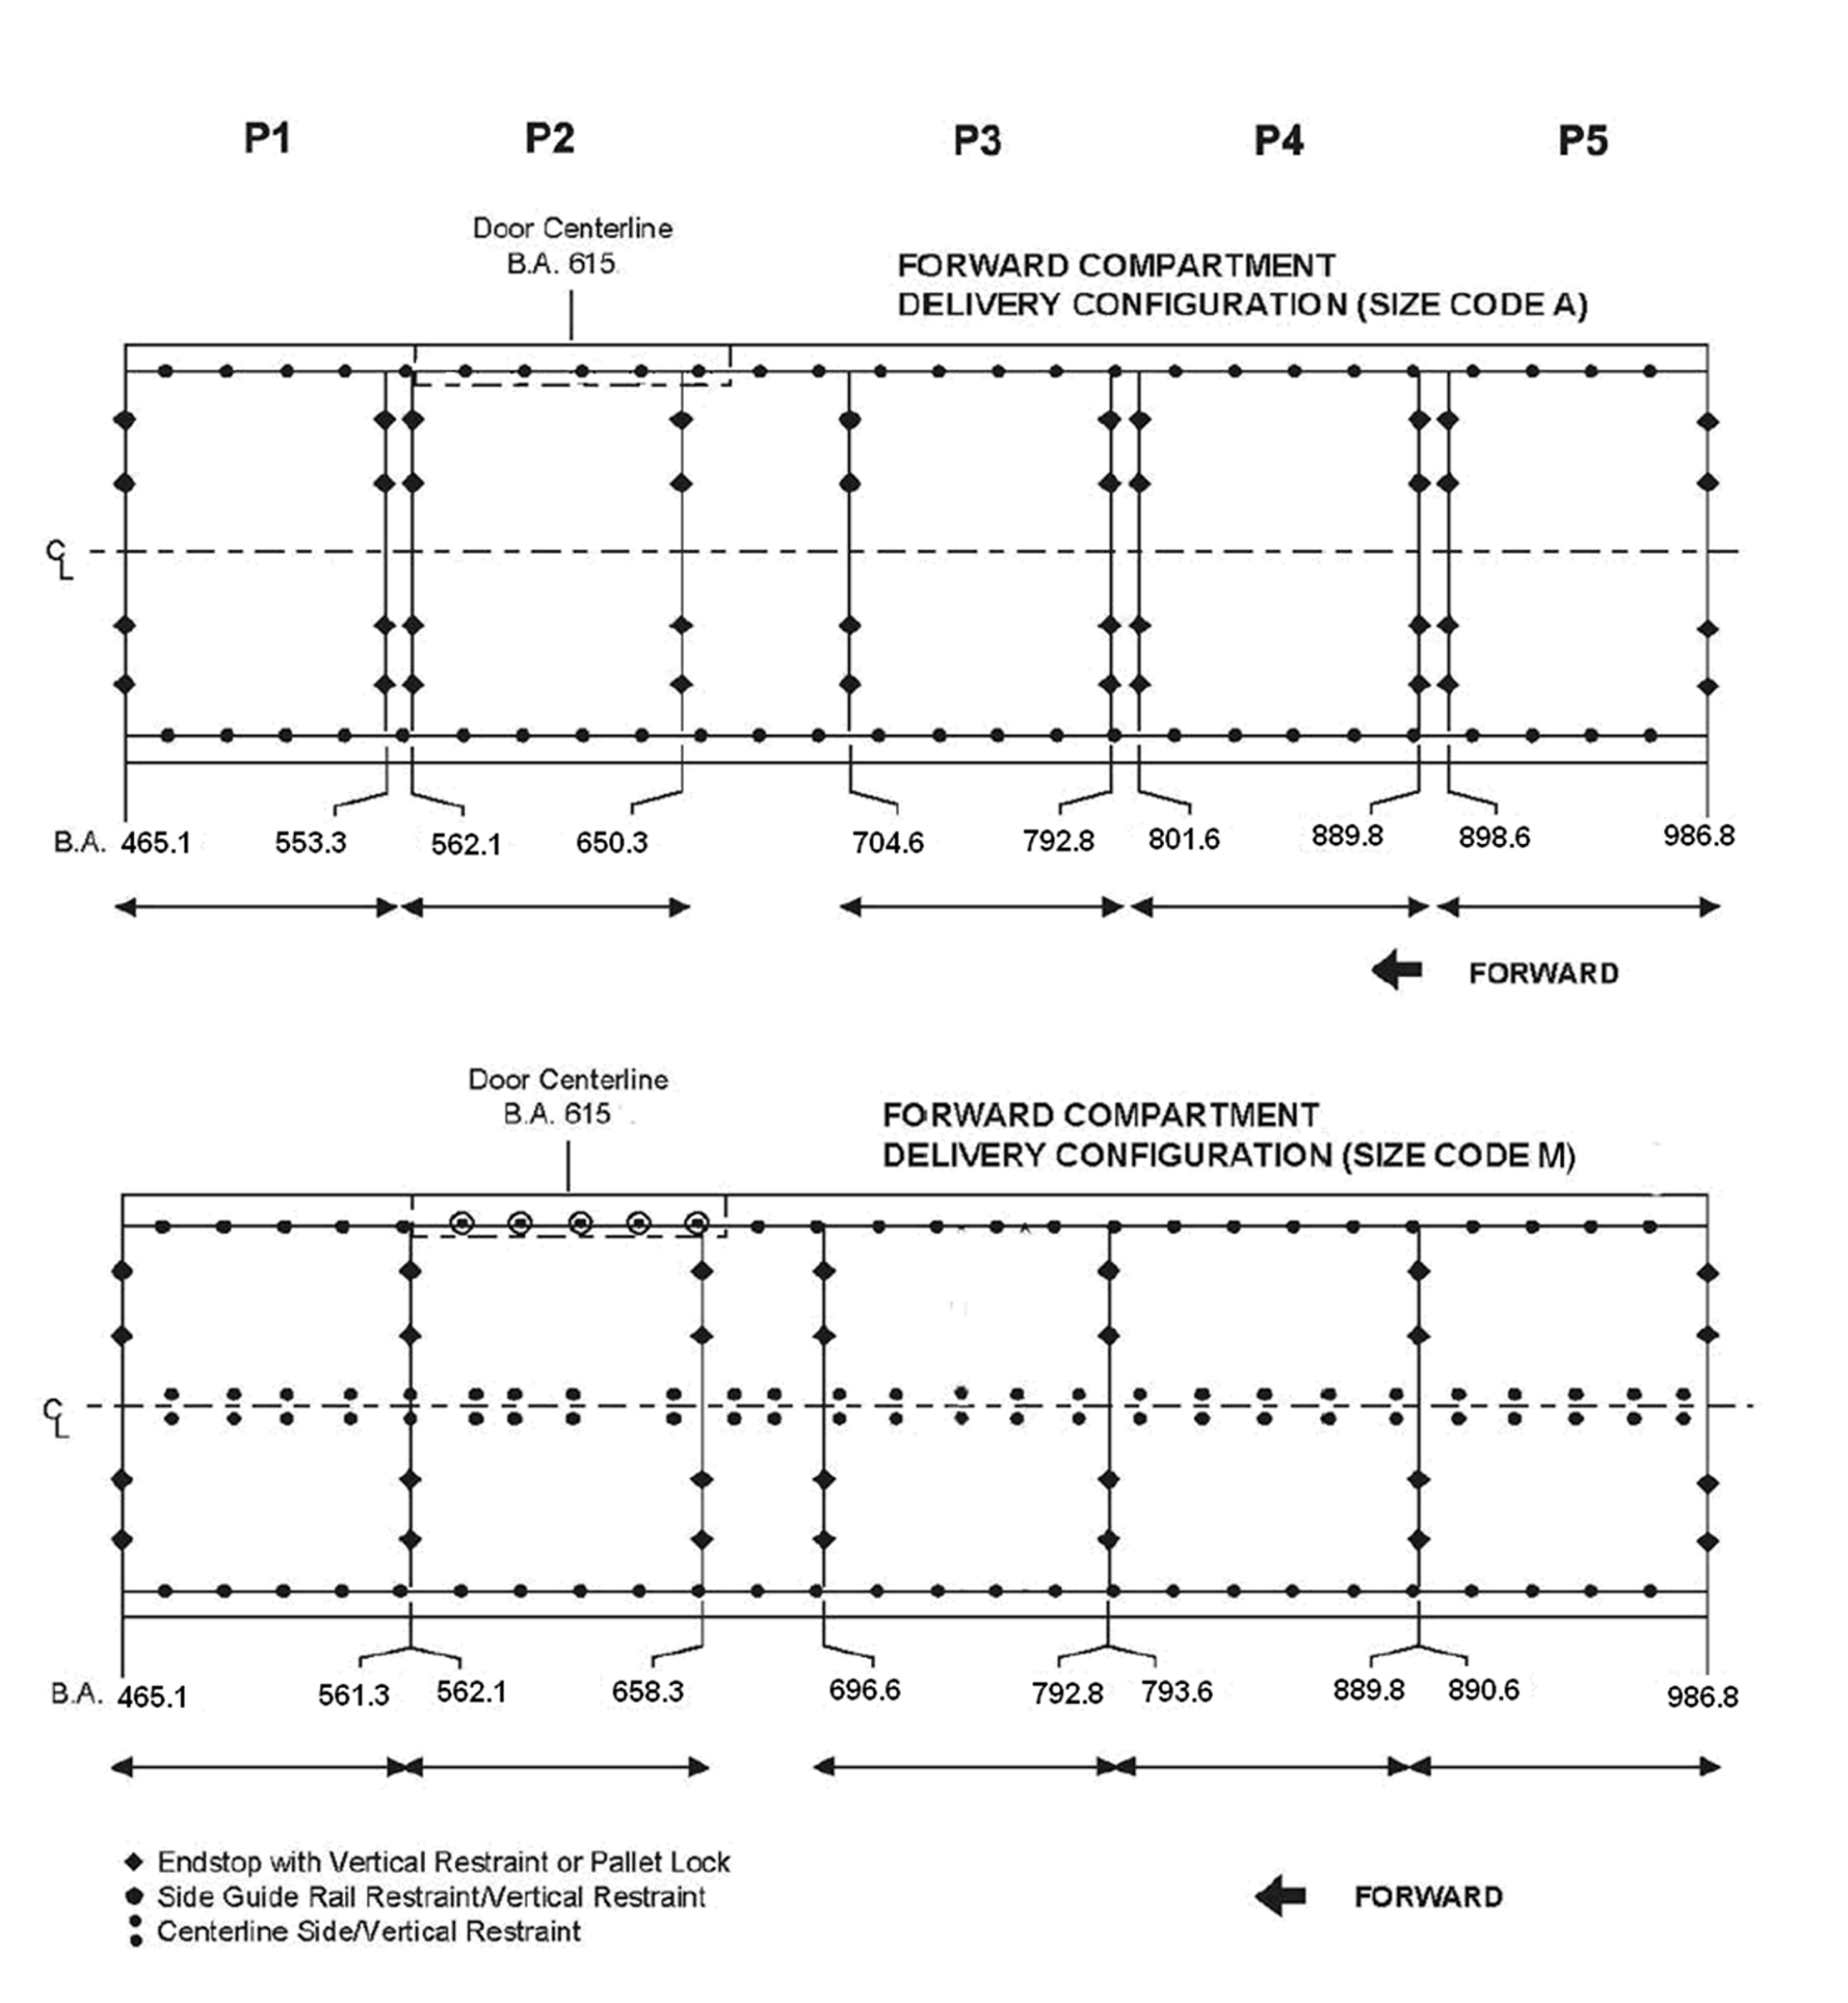 P1 P2 P3 P4 P5
Door Centerline
B.A. 615
FORWARD COMPARTMENT
DELIVERY CONFIGURATION (SIZE CODE A)
CL
B.A. 465.1 553.3 562.1 650.3 704.6 792.8 801.6 889.8 898.6 986.8
FORWARD
Door Centerline
B.A. 615
FORWARD COMPARTMENT
DELIVERY CONFIGURATION (SIZE CODE M)
CL
B.A. 465.1 561.3 562.1 658.3 696.6 792.8 793.6 889.8 890.6 986.8
Endstop with Vertical Restraint or Pallet Lock
Side Guide Rail Restraint/Vertical Restraint
Centerline Side/Vertical Restraint
FORWARD